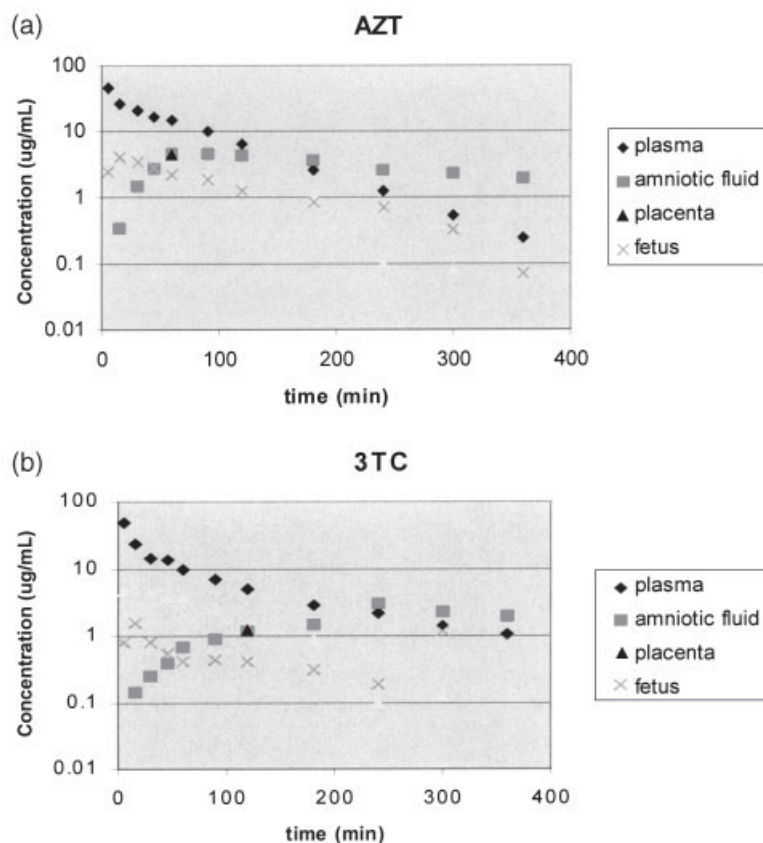 (a)
AZT
Concentration (ug/mL)
100
10
1
0.1
0.01
0
100
200
300
400
time (min)
plasma
amniotic fluid
placenta
fetus
(b)
3TC
Concentration (ug/mL)
100
10
1
0.1
0.01
0
100
200
300
400
time (min)
plasma
amniotic fluid
placenta
fetus